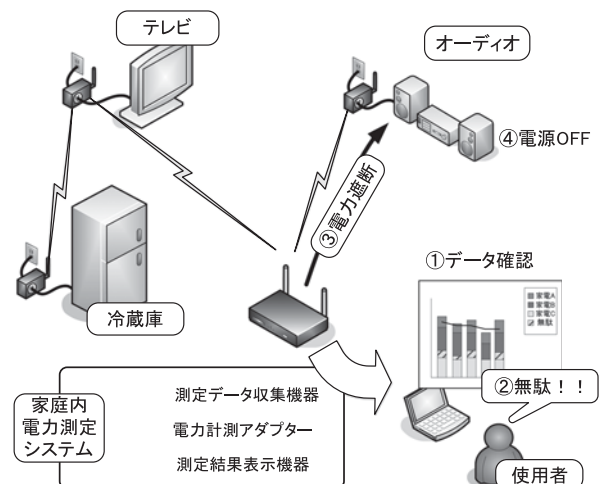 テレビ
オーディオ
④電源OFF
③電力遮断
①データ確認
冷蔵庫
家電A
家電B
家電C
無駄
②無駄！！
家庭内
電力測定
システム
測定データ収集機器
電力計測アダプター
測定結果表示機器
使用者